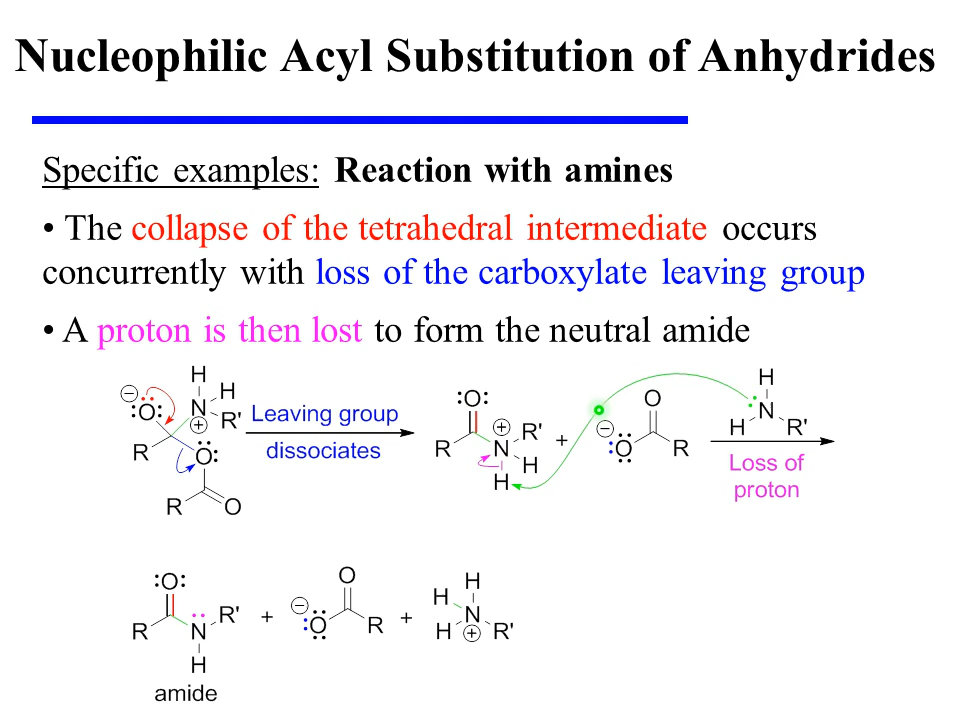 Nucleophilic Acyl Substitution of Anhydrides
Specific examples: Reaction with amines
• The collapse of the tetrahedral intermediate occurs
concurrently with loss of the carboxylate leaving group
• A proton is then lost to form the neutral amide
H
H
N
R'
+
−
O
R
O
R
O
Leaving group
dissociates
O
R
N
+
R'
H
H
+
−
O
O
R
H
N
H
R'
Loss of
proton
O
R
N
R'
H
amide
+
−
O
O
R
+
H
H
N
H
+
R'